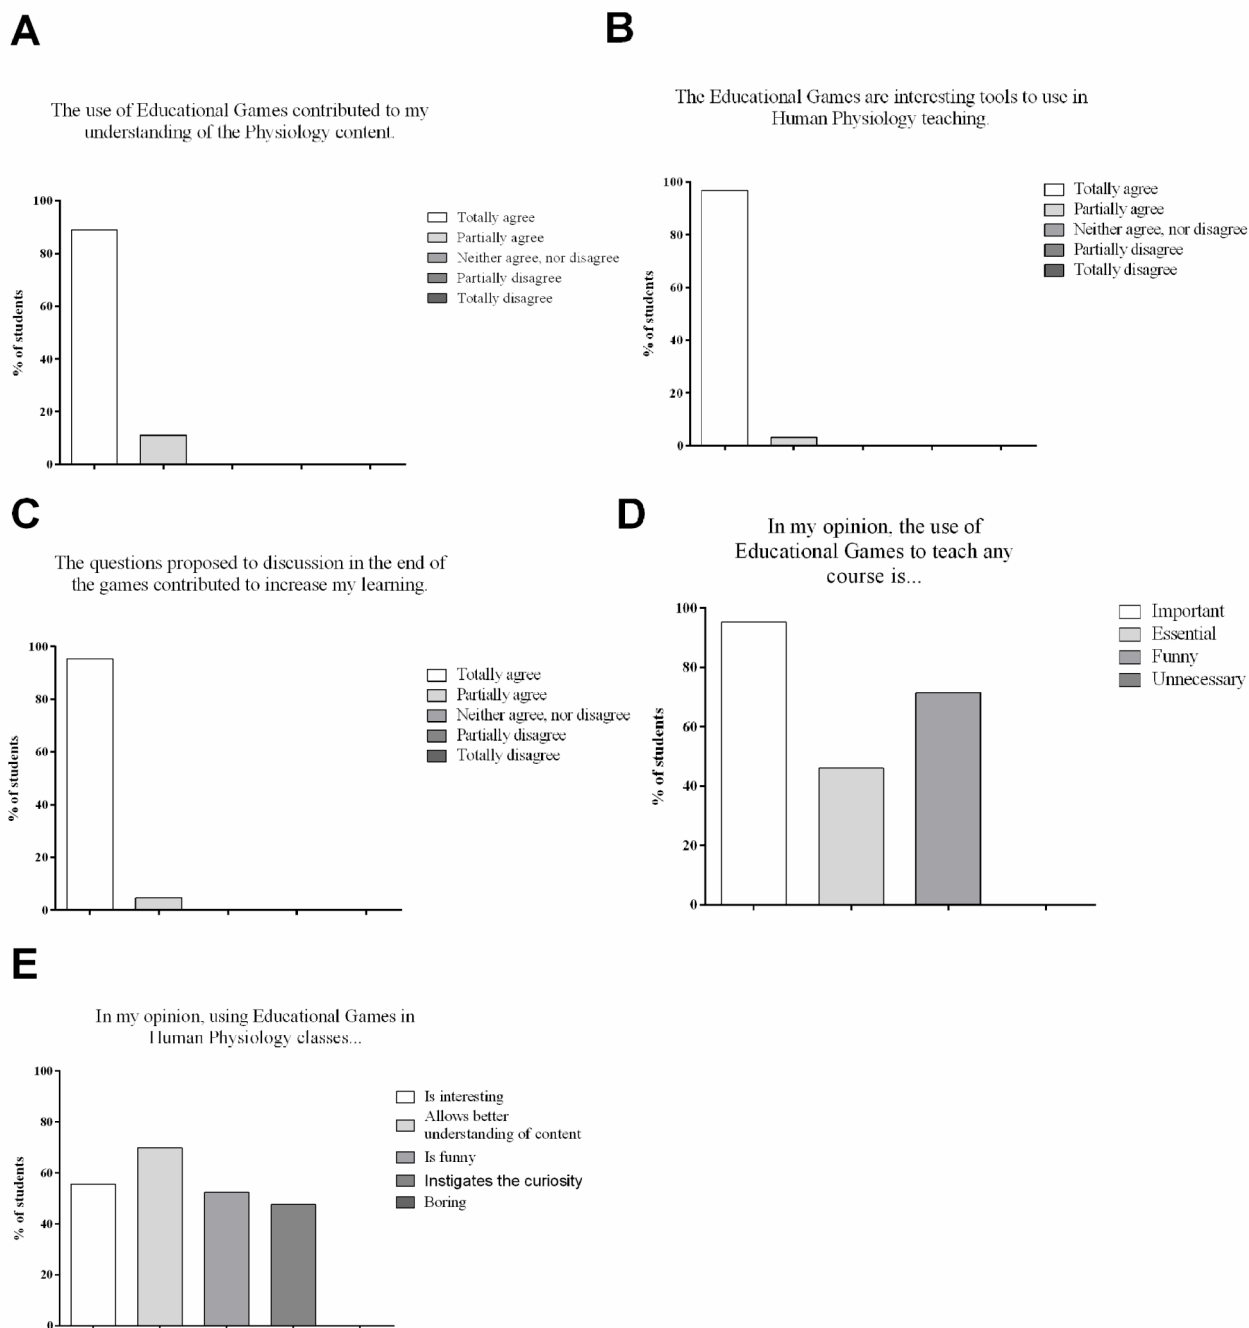 A
The use of Educational Games contributed to my
understanding of the Physiology content.
100
80
60
40
20
0
% of students
Totally agree
Partially agree
Neither agree, nor disagree
Partially disagree
Totally disagree
B
The Educational Games are interesting tools to use in
Human Physiology teaching.
100
80
60
40
20
0
% of students
Totally agree
Partially agree
Neither agree, nor disagree
Partially disagree
Totally disagree
C
The questions proposed to discussion in the end of
the games contributed to increase my learning.
100
80
60
40
20
0
% of students
Totally agree
Partially agree
Neither agree, nor disagree
Partially disagree
Totally disagree
D
In my opinion, the use of
Educational Games to teach any
course is...
100
80
60
40
20
0
% of students
Important
Essential
Funny
Unnecessary
E
In my opinion, using Educational Games in
Human Physiology classes...
100
80
60
40
20
0
% of students
Is interesting
Allows better
understanding of content
Is funny
Instigates the curiosity
Boring